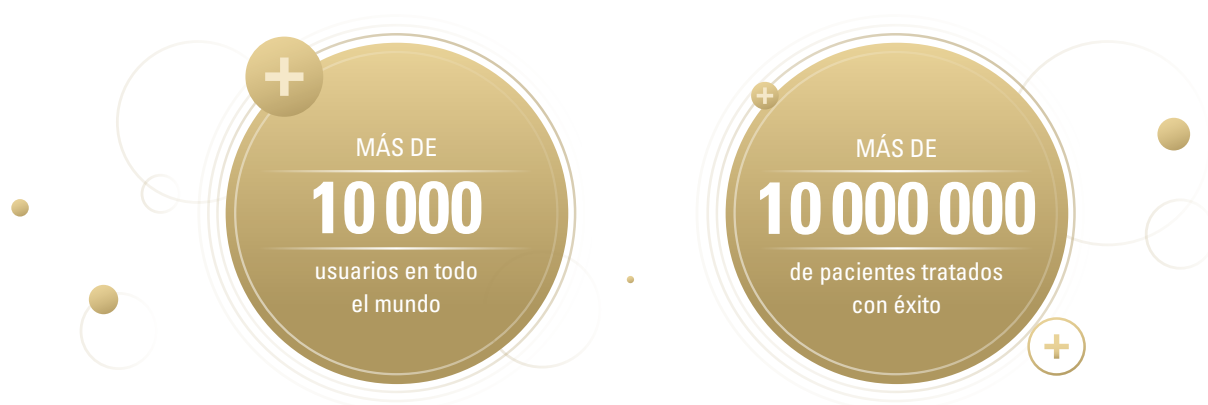 MÁS DE
10 000
usuarios en todo
el mundo
MÁS DE
10 000 000
de pacientes tratados
con éxito